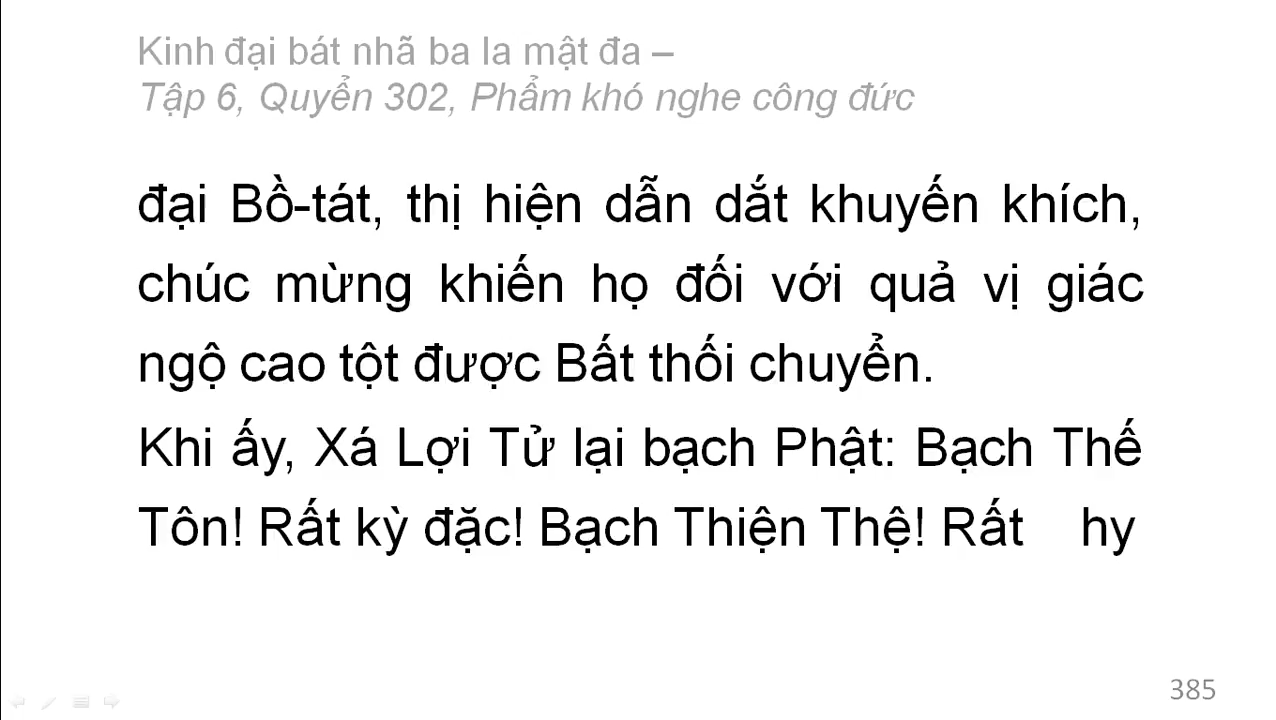 Kinh đại bát nhã ba la mật đa –
Tập 6, Quyển 302, Phẩm khó nghe công đức
đại Bồ-tát, thị hiện dẫn dắt khuyến khích,
chúc mừng khiến họ đối với quả vị giác
ngộ cao tột được Bất thối chuyển.
Khi ấy, Xá Lợi Tử lại bạch Phật: Bạch Thế
Tôn! Rất kỳ đặc! Bạch Thiện Thệ! Rất hy
385